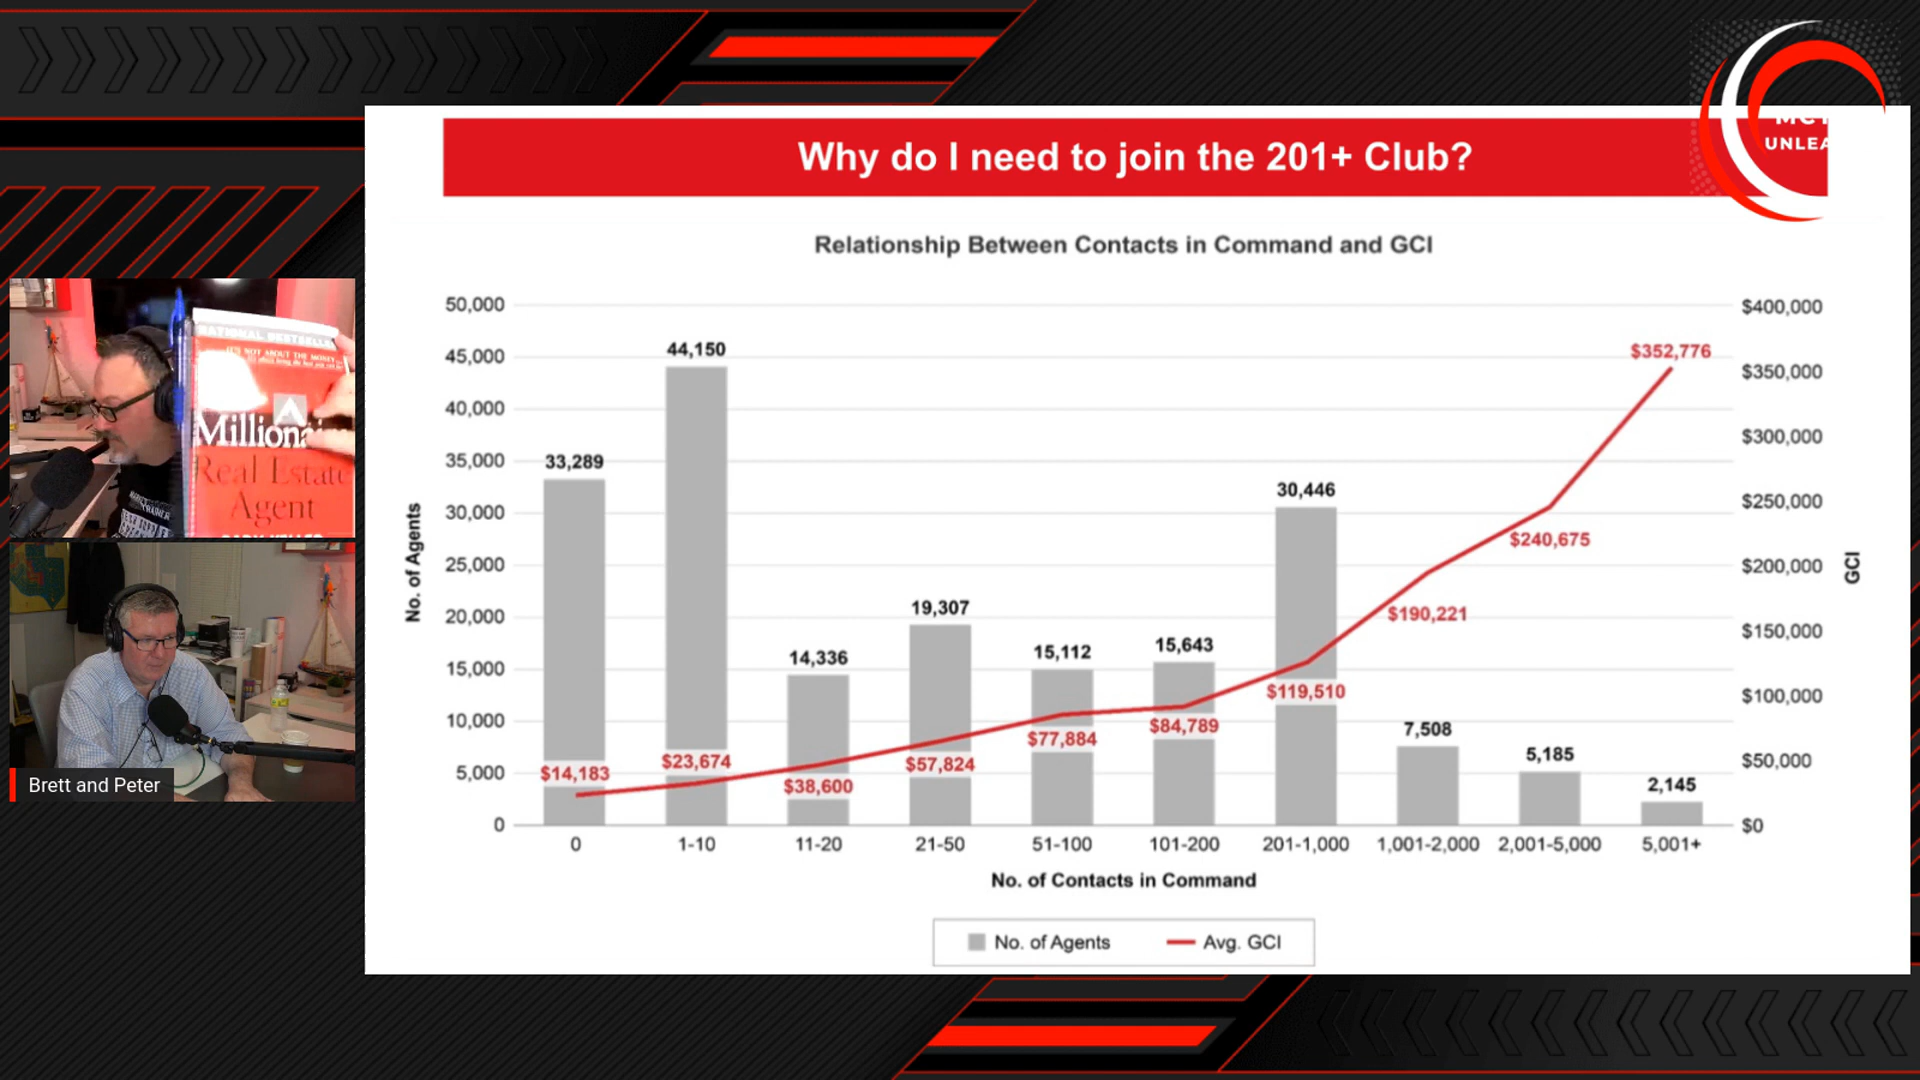 UNLEA
Why do I need to join the 201+ Club?
Relationship Between Contacts in Command and GCI
50,000
45,000
40,000
35,000
30,000
25,000
20,000
15,000
10,000
5,000
0
No. of Agents
33,289
44,150
14,336
19,307
15,112
15,643
30,446
7,508
5,185
2,145
$14,183
$23,674
$38,600
$57,824
$77,884
$84,789
$119,510
$190,221
$240,675
$352,776
$400,000
$350,000
$300,000
$250,000
$200,000
$150,000
$100,000
$50,000
$0
GCI
0 1-10 11-20 21-50 51-100 101-200 201-1,000 1,001-2,000 2,001-5,000 5,001+
No. of Contacts in Command
No. of Agents Avg. GCI
NATIONAL BESTSELLER
IT'S NOT ABOUT THE MONEY
Millionai
Real Estate
Agent
Brett and Peter